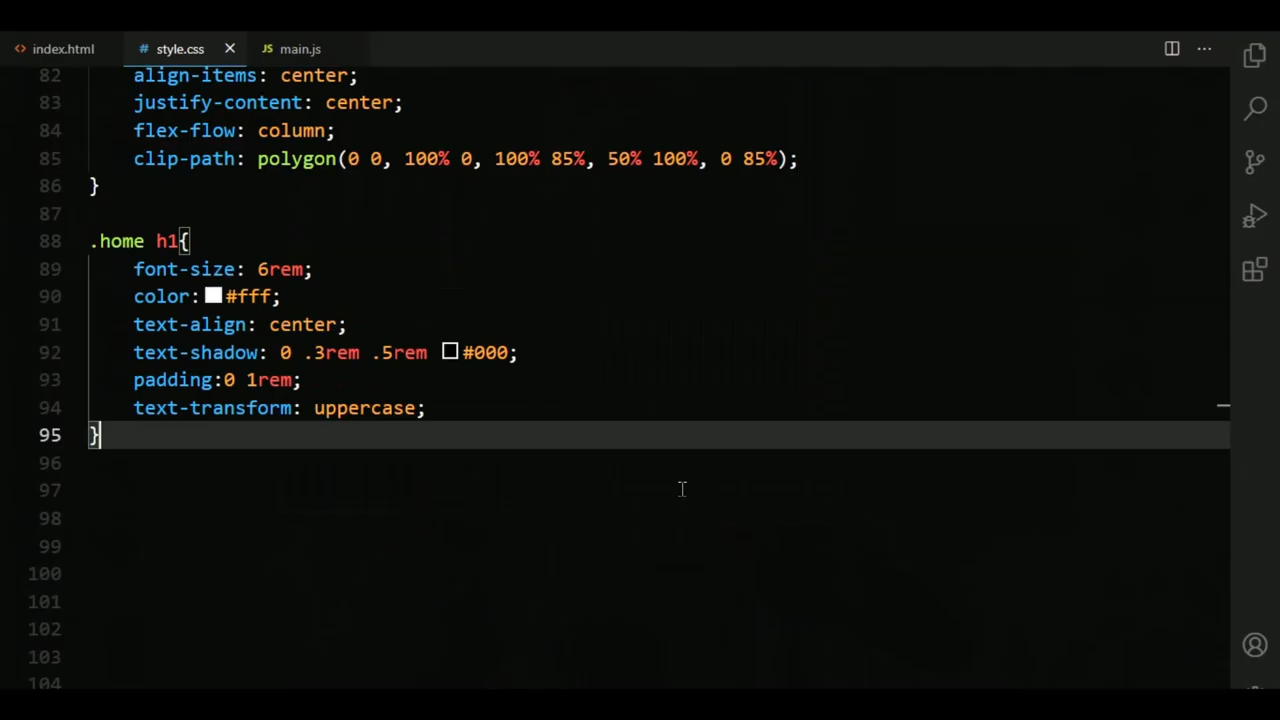 index.html
style.css
main.js
82 align-items: center;
83 justify-content: center;
84 flex-flow: column;
85 clip-path: polygon(0 0, 100% 0, 100% 85%, 50% 100%, 0 85%);
86 }
87
88 .home h1{
89 font-size: 6rem;
90 color: #fff;
91 text-align: center;
92 text-shadow: 0 .3rem .5rem #000;
93 padding:0 1rem;
94 text-transform: uppercase;
95 }
96
97
98
99
100
101
102
103
104